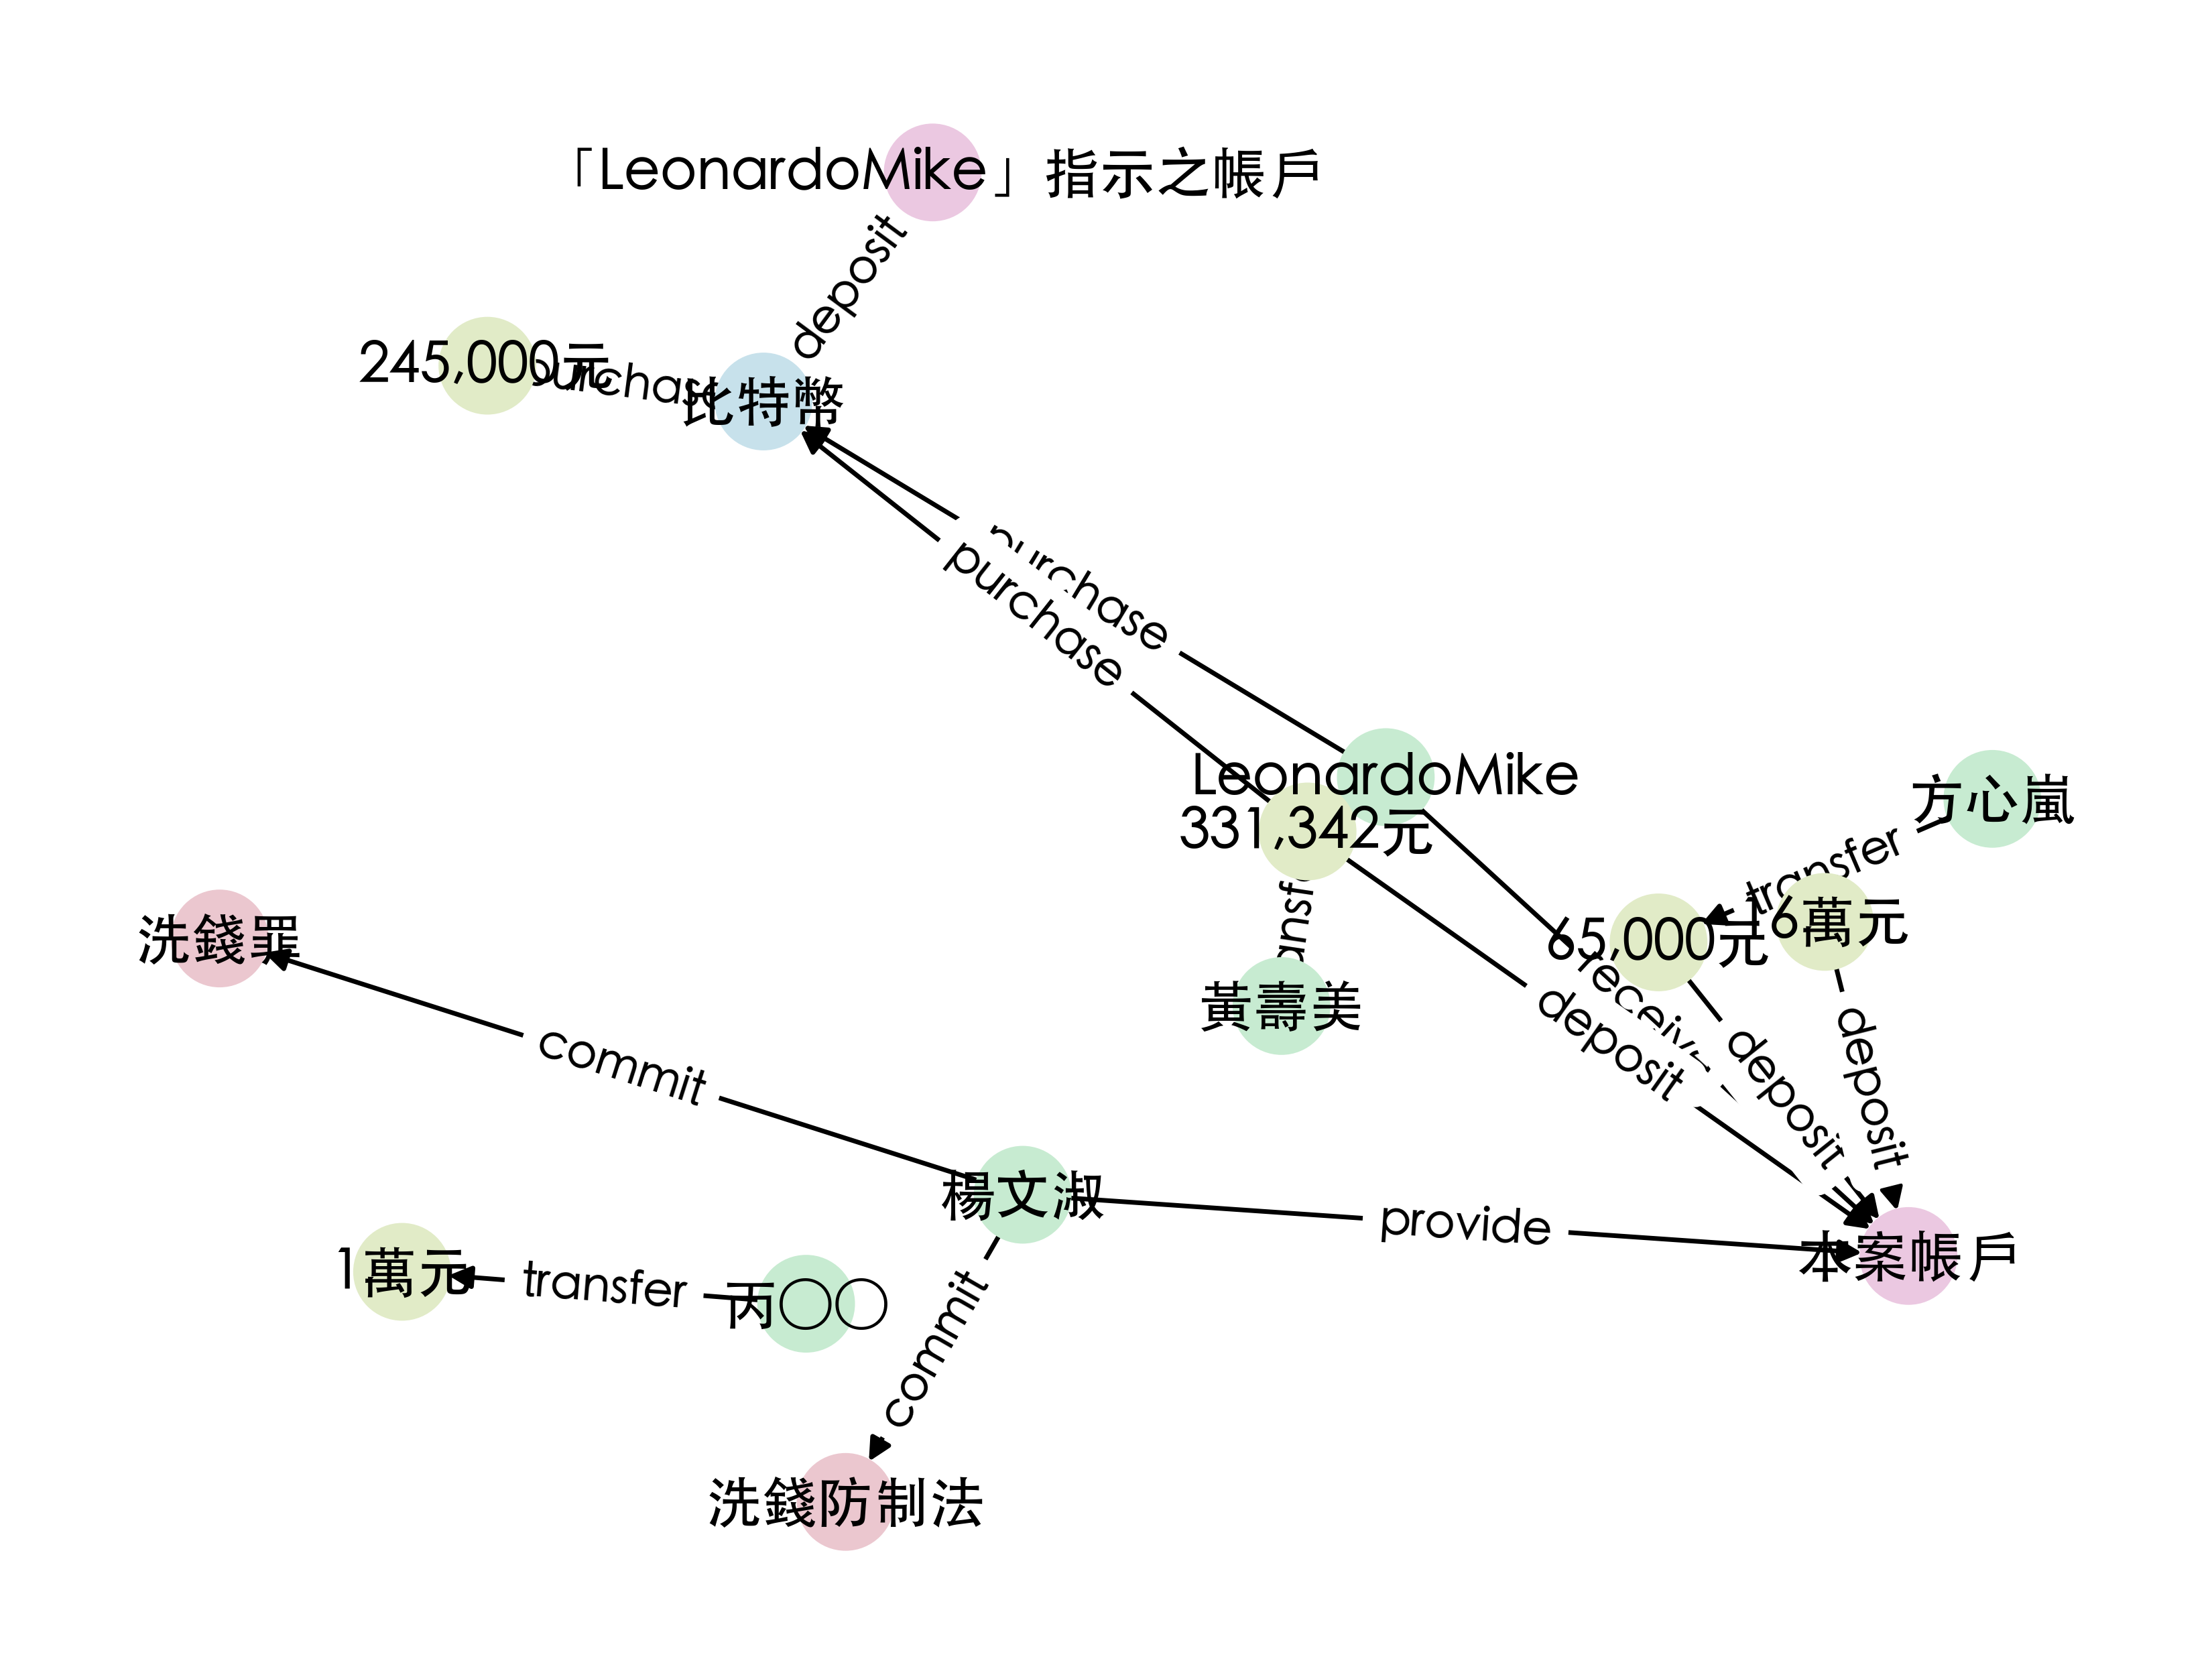 「LeonardoMike」指示之帳戶
deposit
245,000元
比特幣
purchase
purchase
LeonardoMike
331,342元
方心嵐
transfer
16萬元
65,000元
洗錢罪
黃壽美
deposit
deposit
deposit
commit
楊文淑
provide
本案帳戶
1萬元
transfer
丙〇〇
commit
洗錢防制法